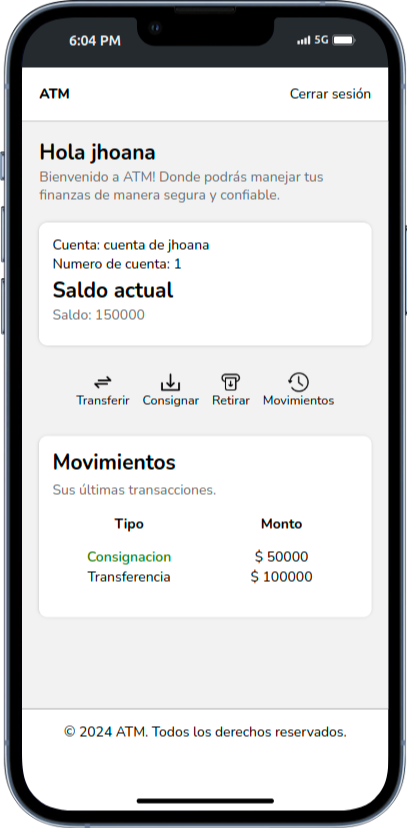 6:04 PM 5G
ATM Cerrar sesión
Hola jhoana
Bienvenido a ATM! Donde podrás manejar tus
finanzas de manera segura y confiable.
Cuenta: cuenta de jhoana
Numero de cuenta: 1
Saldo actual
Saldo: 150000
Transferir Consignar Retirar Movimientos
Movimientos
Sus últimas transacciones.
Tipo Monto
Consignacion $ 50000
Transferencia $ 100000
© 2024 ATM. Todos los derechos reservados.